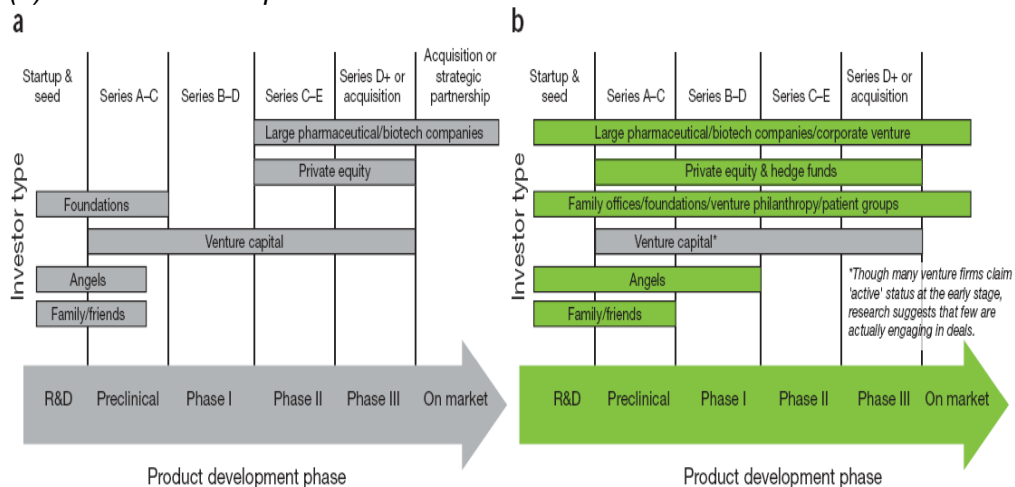 a
Startup &
seed
Series A–C
Series B–D
Series C–E
Series D+ or
acquisition
Acquisition or
strategic
partnership
Investor type
Large pharmaceutical/biotech companies
Private equity
Foundations
Venture capital
Angels
Family/friends
R&D
Preclinical
Phase I
Phase II
Phase III
On market
Product development phase
b
Startup &
seed
Series A–C
Series B–D
Series C–E
Series D+ or
acquisition
Investor type
Large pharmaceutical/biotech companies/corporate venture
Private equity & hedge funds
Family offices/foundations/venture philanthropy/patient groups
Venture capital*
Angels
Family/friends
*Though many venture firms claim
'active' status at the early stage,
research suggests that few are
actually engaging in deals.
R&D
Preclinical
Phase I
Phase II
Phase III
On market
Product development phase